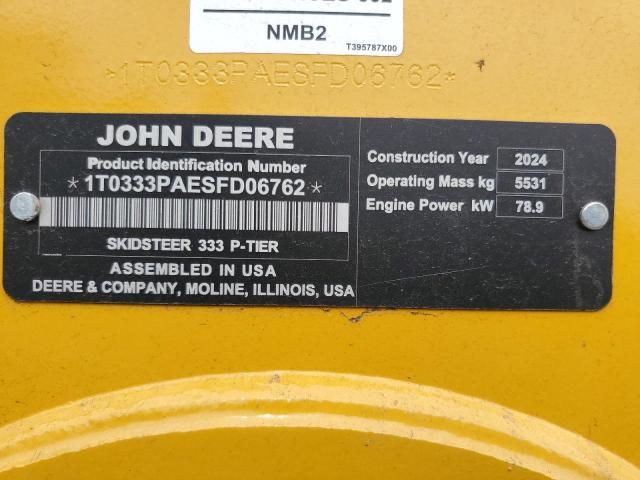 NMB2
T395787X00
*1T0333PAESFD06762*
JOHN DEERE
Product Identification Number
*1T0333PAESFD06762*
SKIDSTEER 333 P-TIER
ASSEMBLED IN USA
DEERE & COMPANY, MOLINE, ILLINOIS, USA
Construction Year 2024
Operating Mass kg 5531
Engine Power kW 78.9